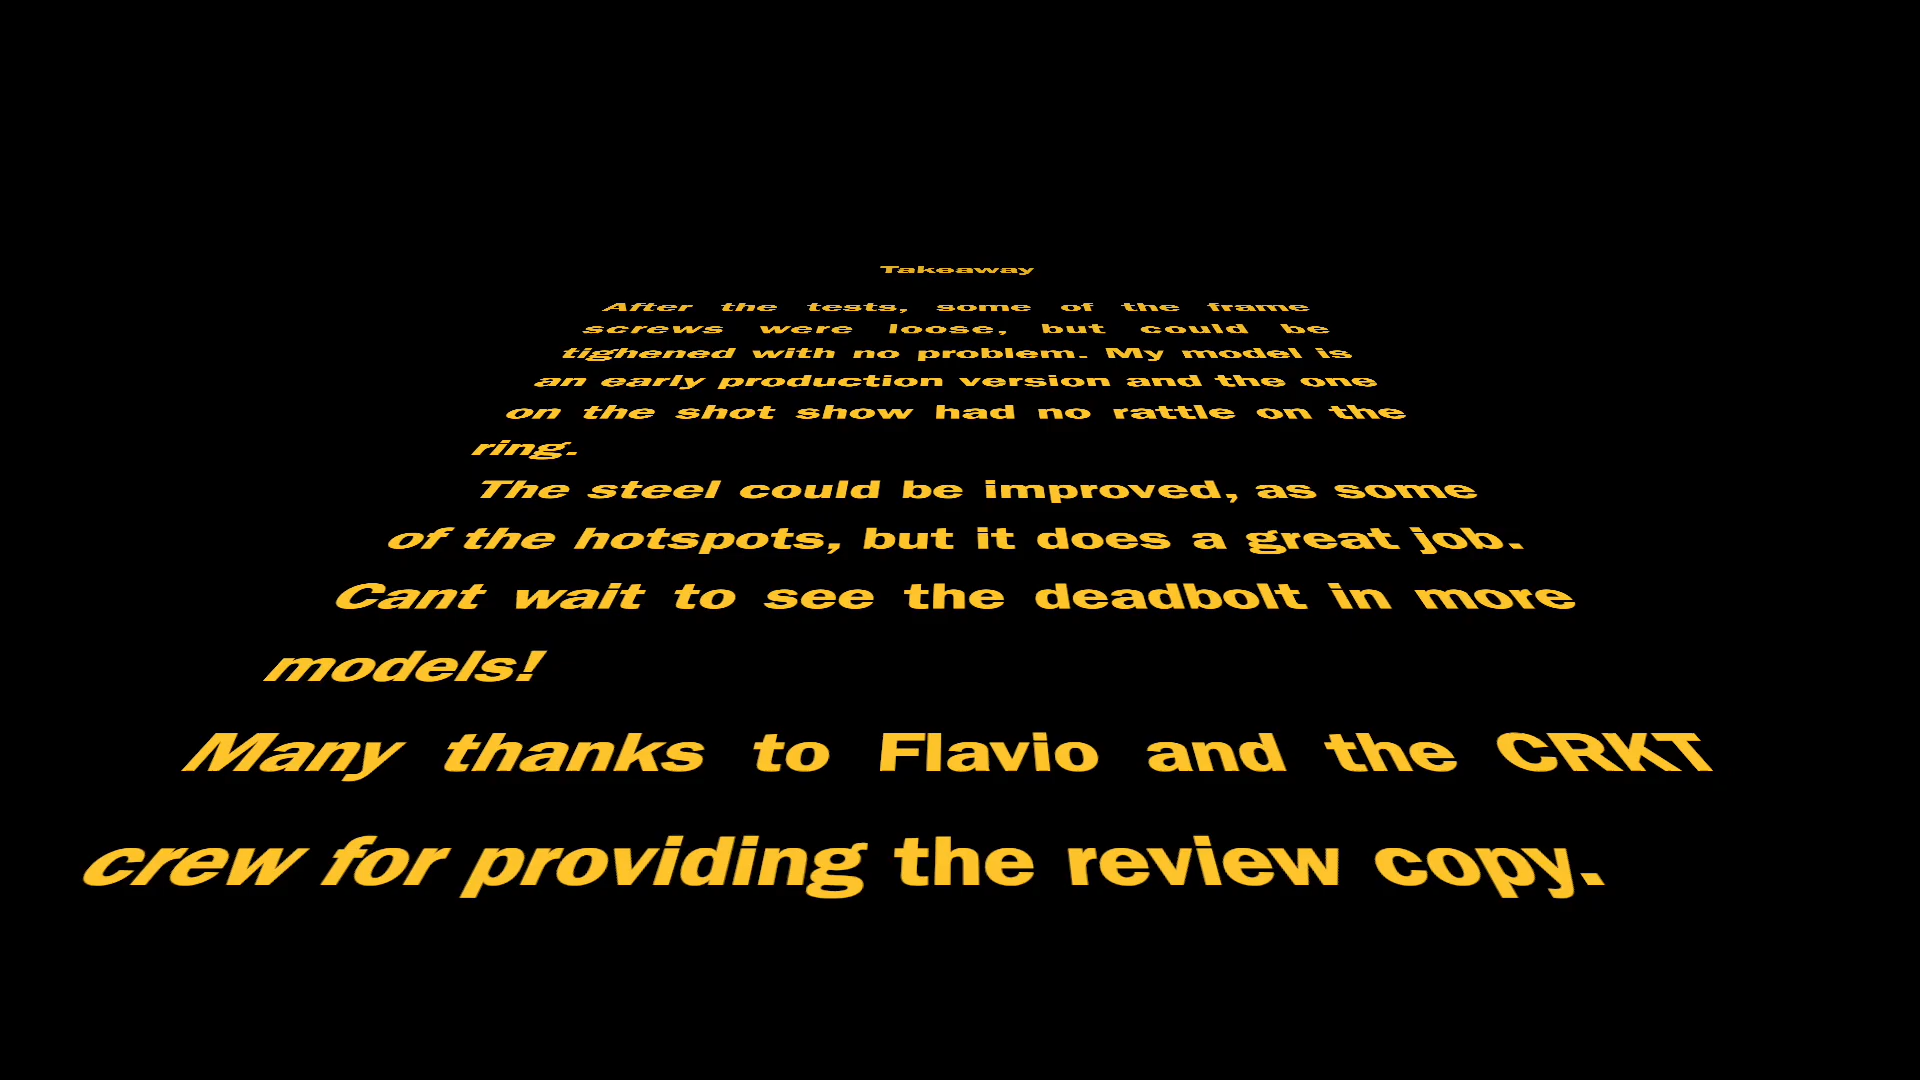 Takeaway
After the tests, some of the frame
screws were loose, but could be
tighened with no problem. My model is
an early production version and the one
on the shot show had no rattle on the
ring.
The steel could be improved, as some
of the hotspots, but it does a great job.
Cant wait to see the deadbolt in more
models!
Many thanks to Flavio and the CRKT
crew for providing the review copy.